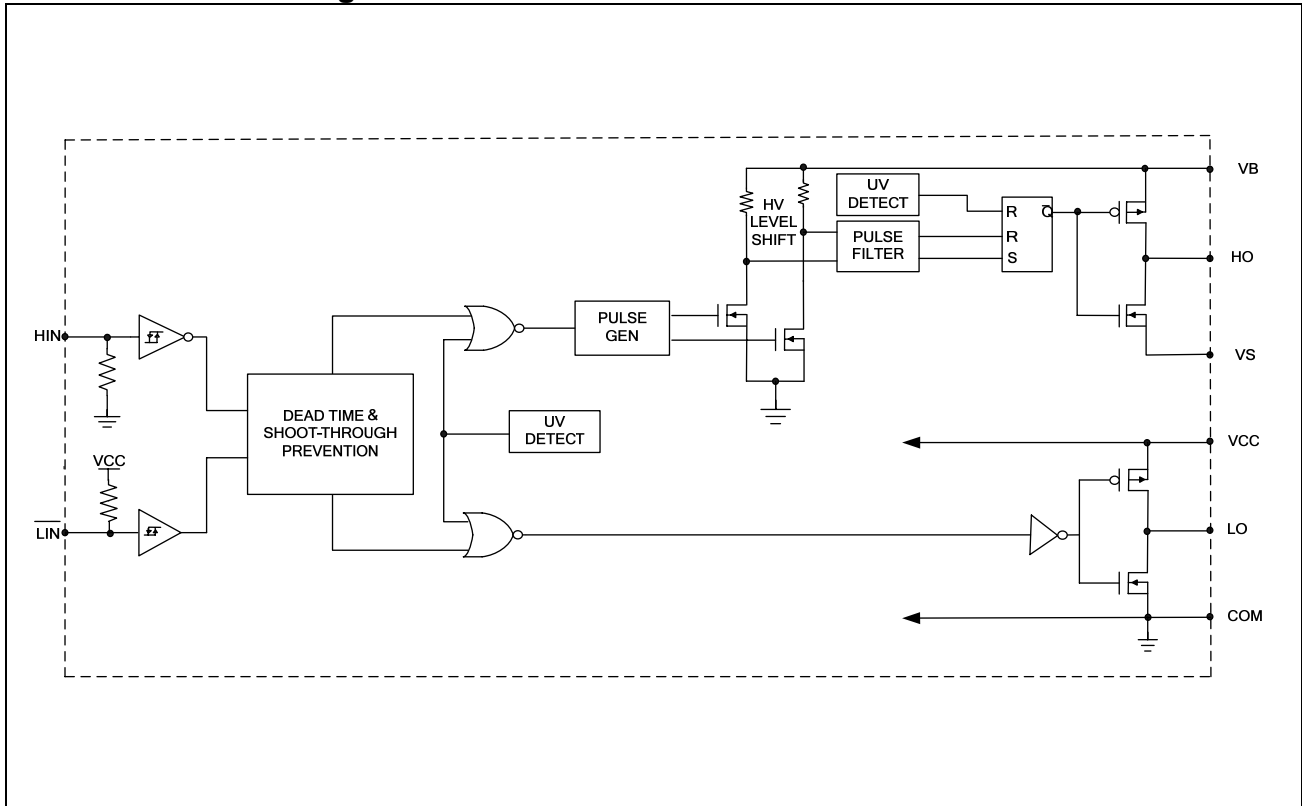 g
VB
UV
DETECT
HV
LEVEL
SHIFT
R
Q̅
PULSE
FILTER
R
S
HO
PULSE
GEN
HIN
VS
DEAD TIME &
SHOOT-THROUGH
PREVENTION
UV
DETECT
VCC
VCC
L̅I̅N̅
LO
COM